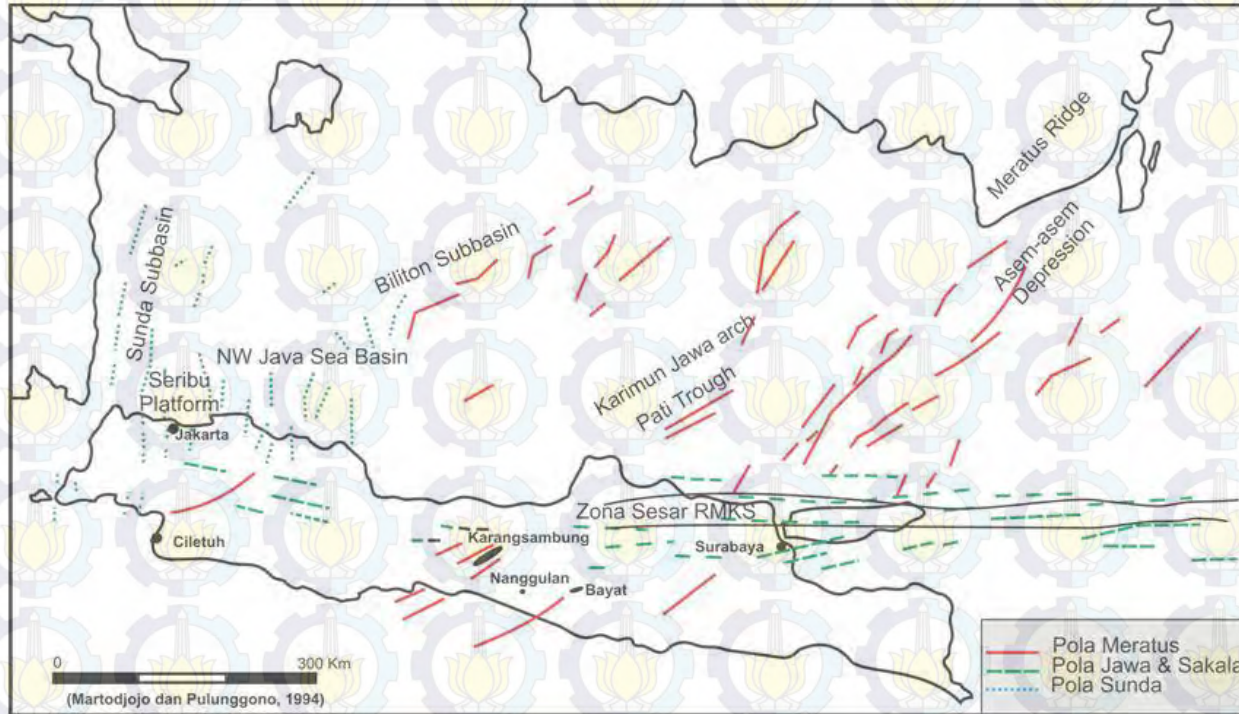 Meratus Ridge
Sunda Subbasin
Biliton Subbasin
Asem-asem
Depression
NW Java Sea Basin
Karimun Jawa arch
Seribu
Platform
Pati Trough
Jakarta
Zona Sesar RMKS
Ciletuh
Karangsambung
Surabaya
Nanggulan
Bayat
0
300 Km
(Martodjojo dan Pulunggono, 1994)
Pola Meratus
Pola Jawa & Sakala
Pola Sunda